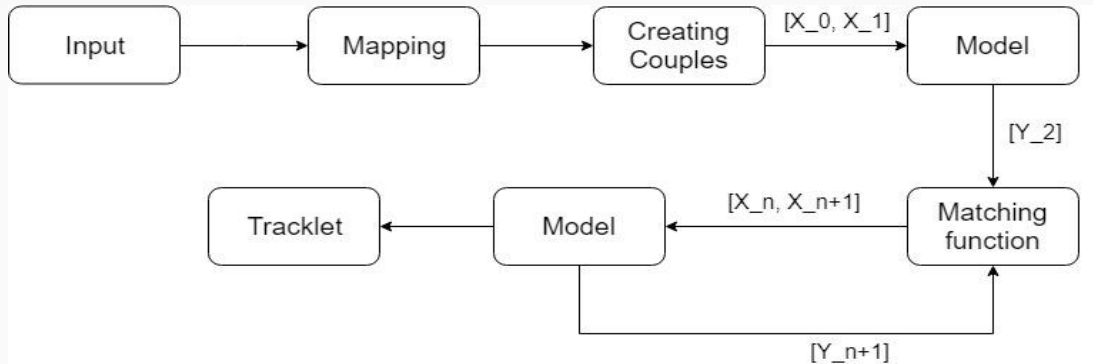 Input
Mapping
Creating
Couples
[X_0, X_1]
Model
[Y_2]
Matching
function
[X_n, X_n+1]
Model
Tracklet
[Y_n+1]